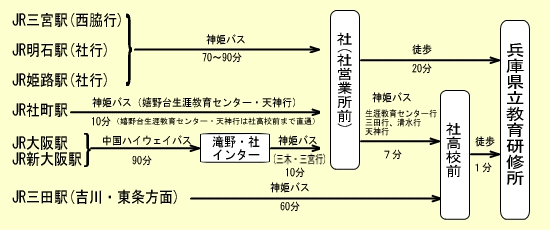 JR三宮駅(西脇行)
JR明石駅(社行)
JR姫路駅(社行)
神姫バス
70〜90分
社(社営業所前)
徒歩
20分
兵庫県立教育研修所
JR社町駅
神姫バス(嬉野台生涯教育センター・天神行)
10分(嬉野台生涯教育センター・天神行は社高校前まで直通)
神姫バス
生涯教育センター行
三田行、清水行
天神行
7分
社高校前
徒歩
1分
JR大阪駅
JR新大阪駅
中国ハイウェイバス
90分
滝野・社
インター
神姫バス
(三木・三宮行)
10分
JR三田駅(吉川・東条方面)
神姫バス
60分